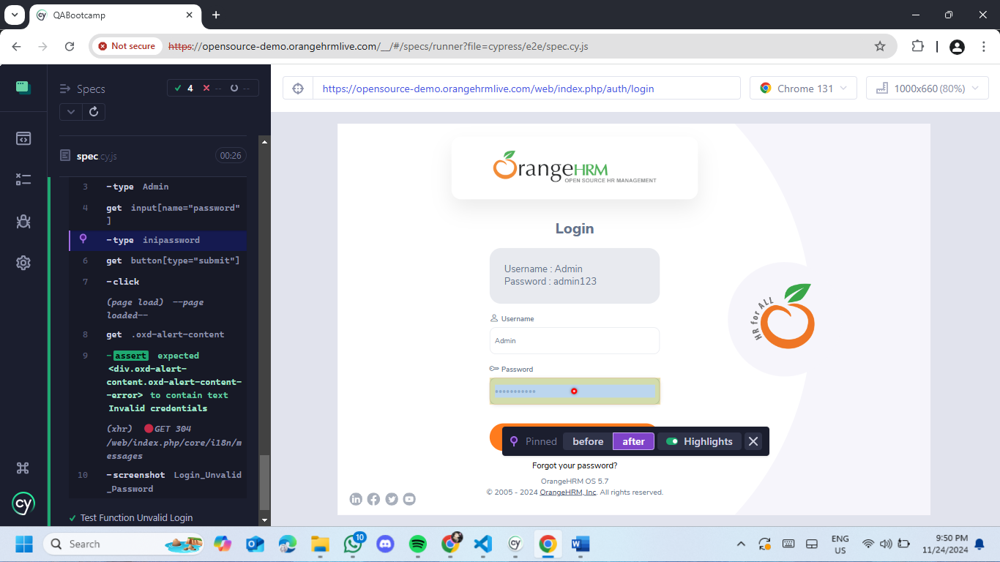 QABootcamp
Not secure
https://opensource-demo.orangehrmlive.com/__/#/specs/runner?file=cypress/e2e/spec.cy.js
Specs
4 -- --
https://opensource-demo.orangehrmlive.com/web/index.php/auth/login
Chrome 131
1000x660 (80%)
spec.cy.js
00:26
3 -type Admin
4 get input[name="password"
]
-type inipassword
6 get button[type="submit"]
7 -click
(page load) --page
loaded--
8 get .oxd-alert-content
9 -assert expected
<div.oxd-alert-
content.oxd-alert-content-
-error> to contain text
Invalid credentials
(xhr) GET 304
/web/index.php/core/i18n/m
essages
10 -screenshot Login_Unvalid
_Password
Test Function Unvalid Login
cy
OrangeHRM
OPEN SOURCE HR MANAGEMENT
Login
Username : Admin
Password : admin123
Username
Admin
Password
•••••••••••
Pinned
before
after
Highlights
Forgot your password?
OrangeHRM OS 5.7
© 2005 - 2024 OrangeHRM, Inc. All rights reserved.
HR for ALL
Search
10
ENG
US
9:50 PM
11/24/2024